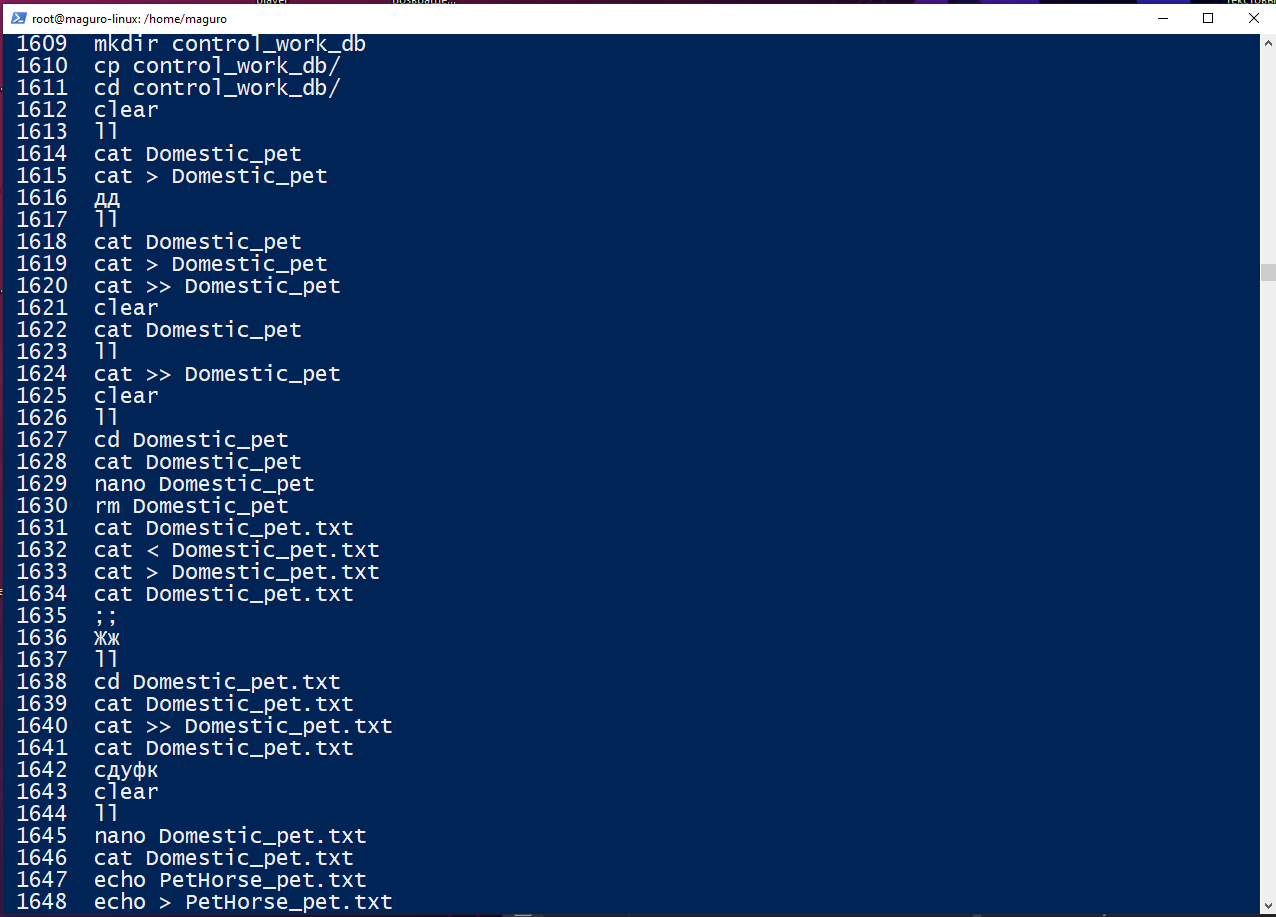 root@maguro-linux: /home/maguro
1609 mkdir control_work_db
1610 cp control_work_db/
1611 cd control_work_db/
1612 clear
1613 ll
1614 cat Domestic_pet
1615 cat > Domestic_pet
1616 дд
1617 ll
1618 cat Domestic_pet
1619 cat > Domestic_pet
1620 cat >> Domestic_pet
1621 clear
1622 cat Domestic_pet
1623 ll
1624 cat >> Domestic_pet
1625 clear
1626 ll
1627 cd Domestic_pet
1628 cat Domestic_pet
1629 nano Domestic_pet
1630 rm Domestic_pet
1631 cat Domestic_pet.txt
1632 cat < Domestic_pet.txt
1633 cat > Domestic_pet.txt
1634 cat Domestic_pet.txt
1635 ;;
1636 Жж
1637 ll
1638 cd Domestic_pet.txt
1639 cat Domestic_pet.txt
1640 cat >> Domestic_pet.txt
1641 cat Domestic_pet.txt
1642 сдуфк
1643 clear
1644 ll
1645 nano Domestic_pet.txt
1646 cat Domestic_pet.txt
1647 echo PetHorse_pet.txt
1648 echo > PetHorse_pet.txt